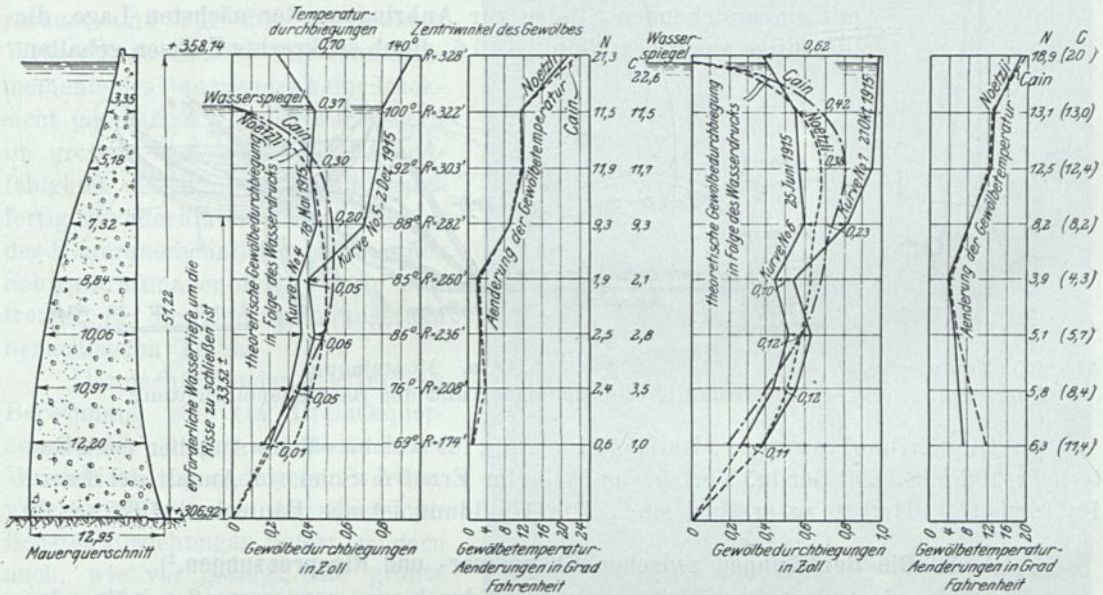 Temperatur-
durchbiegungen
Zentriwinkel des Gewölbes
+358,14
0,70
140° R=328'
Wasserspiegel
0,37
100° R=322'
0,30
92° R=303'
0,20
88° R=282'
0,05
85° R=260'
0,06
86° R=236'
0,05
76° R=208'
0,01
69° R=174'
3,35
5,18
7,32
8,84
10,06
10,97
12,20
12,95
+306,92
Mauerquerschnitt
51,22
33,52
erforderliche Wassertiefe, um die
Risse zu schließen ist
theoretische Gewölbedurchbiegung
in Folge des Wasserdrucks
Noetzli
Cain
Kurve No 4 18 Mai 1915
Kurve No 5, 2 Dez. 1915
0 0,2 0,4 0,6 0,8
Gewölbedurchbiegungen
in Zoll
Noetzli
Cain
Aenderung der Gewölbetemperatur
0 4 8 12 16 20 24
Gewölbetemperatur-
Aenderungen in Grad
Fahrenheit
N C
21,3 22,6
11,5 11,5
11,9 11,7
9,3 9,3
1,9 2,1
2,5 2,8
2,4 3,5
0,6 1,0
Wasser-
spiegel
0,62
0,42
0,38
0,23
0,10
0,12
0,12
0,11
theoretische Gewölbedurchbiegung
in Folge des Wasserdrucks
Cain
Noetzli
Kurve No 6 25 Juni 1915
Kurve No 7 21 Okt. 1915
0 0,2 0,4 0,6 0,8 1,0
Gewölbedurchbiegungen
in Zoll
Noetzli
Cain
Aenderung der Gewölbetemperatur
0 4 8 12 16 20
Gewölbetemperatur-
Aenderungen in Grad
Fahrenheit
N C
18,9 (20)
13,1 (13,0)
12,5 (12,4)
8,2 (8,2)
3,9 (4,3)
5,1 (5,7)
5,8 (8,4)
6,3 (11,4)